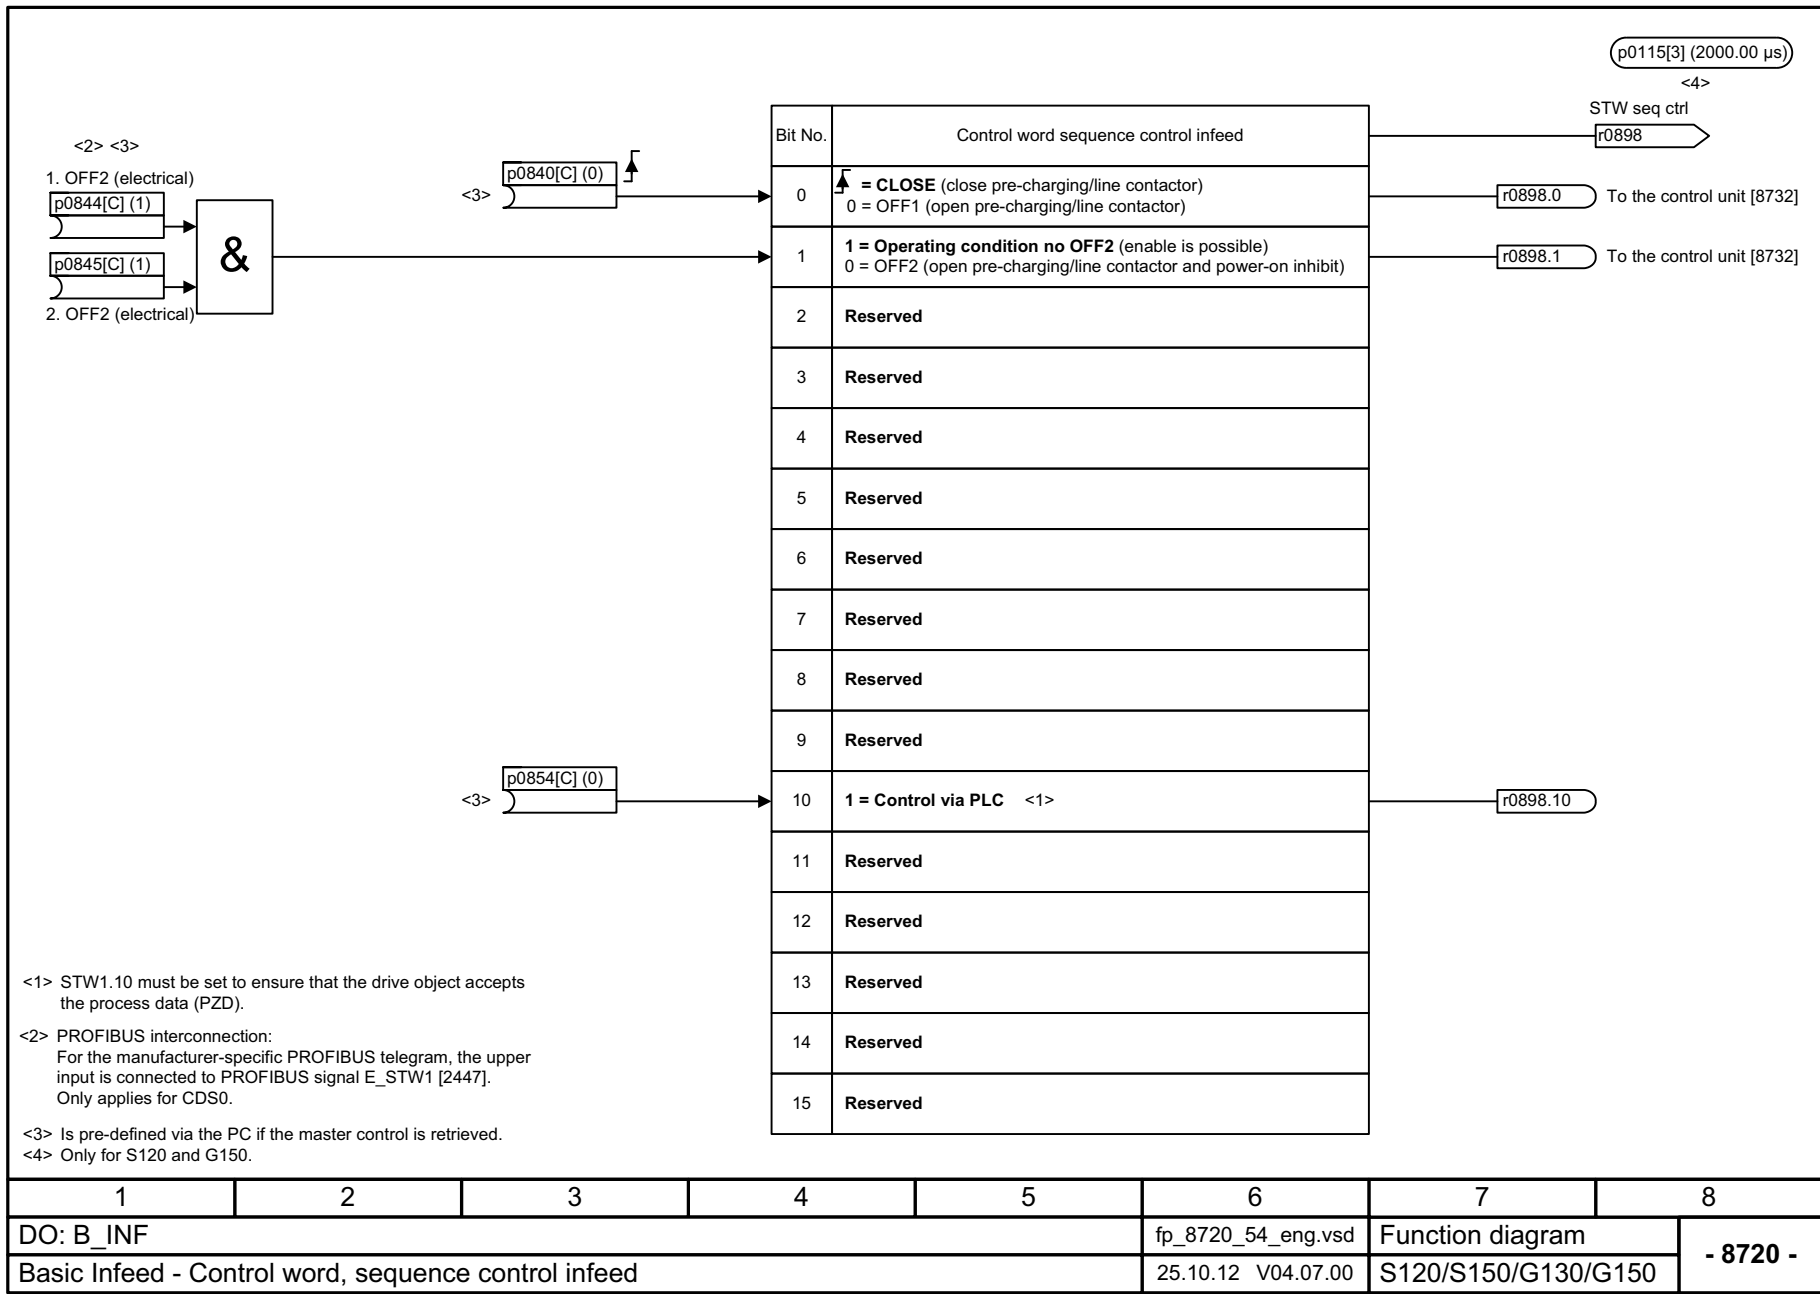 p0115[3] (2000.00 µs)
<4>
STW seq ctrl
r0898
Bit No.
Control word sequence control infeed
<2> <3>
1. OFF2 (electrical)
p0844[C] (1)
p0845[C] (1)
2. OFF2 (electrical)
&
<3>
p0840[C] (0)
0
= CLOSE (close pre-charging/line contactor)
0 = OFF1 (open pre-charging/line contactor)
r0898.0
To the control unit [8732]
1
1 = Operating condition no OFF2 (enable is possible)
0 = OFF2 (open pre-charging/line contactor and power-on inhibit)
r0898.1
To the control unit [8732]
2 Reserved
3 Reserved
4 Reserved
5 Reserved
6 Reserved
7 Reserved
8 Reserved
9 Reserved
<3>
p0854[C] (0)
10 1 = Control via PLC <1>
r0898.10
11 Reserved
12 Reserved
13 Reserved
14 Reserved
15 Reserved
<1> STW1.10 must be set to ensure that the drive object accepts
the process data (PZD).
<2> PROFIBUS interconnection:
For the manufacturer-specific PROFIBUS telegram, the upper
input is connected to PROFIBUS signal E_STW1 [2447].
Only applies for CDS0.
<3> Is pre-defined via the PC if the master control is retrieved.
<4> Only for S120 and G150.
1 2 3 4 5 6 7 8
DO: B_INF
fp_8720_54_eng.vsd
Function diagram
- 8720 -
Basic Infeed - Control word, sequence control infeed
25.10.12 V04.07.00
S120/S150/G130/G150